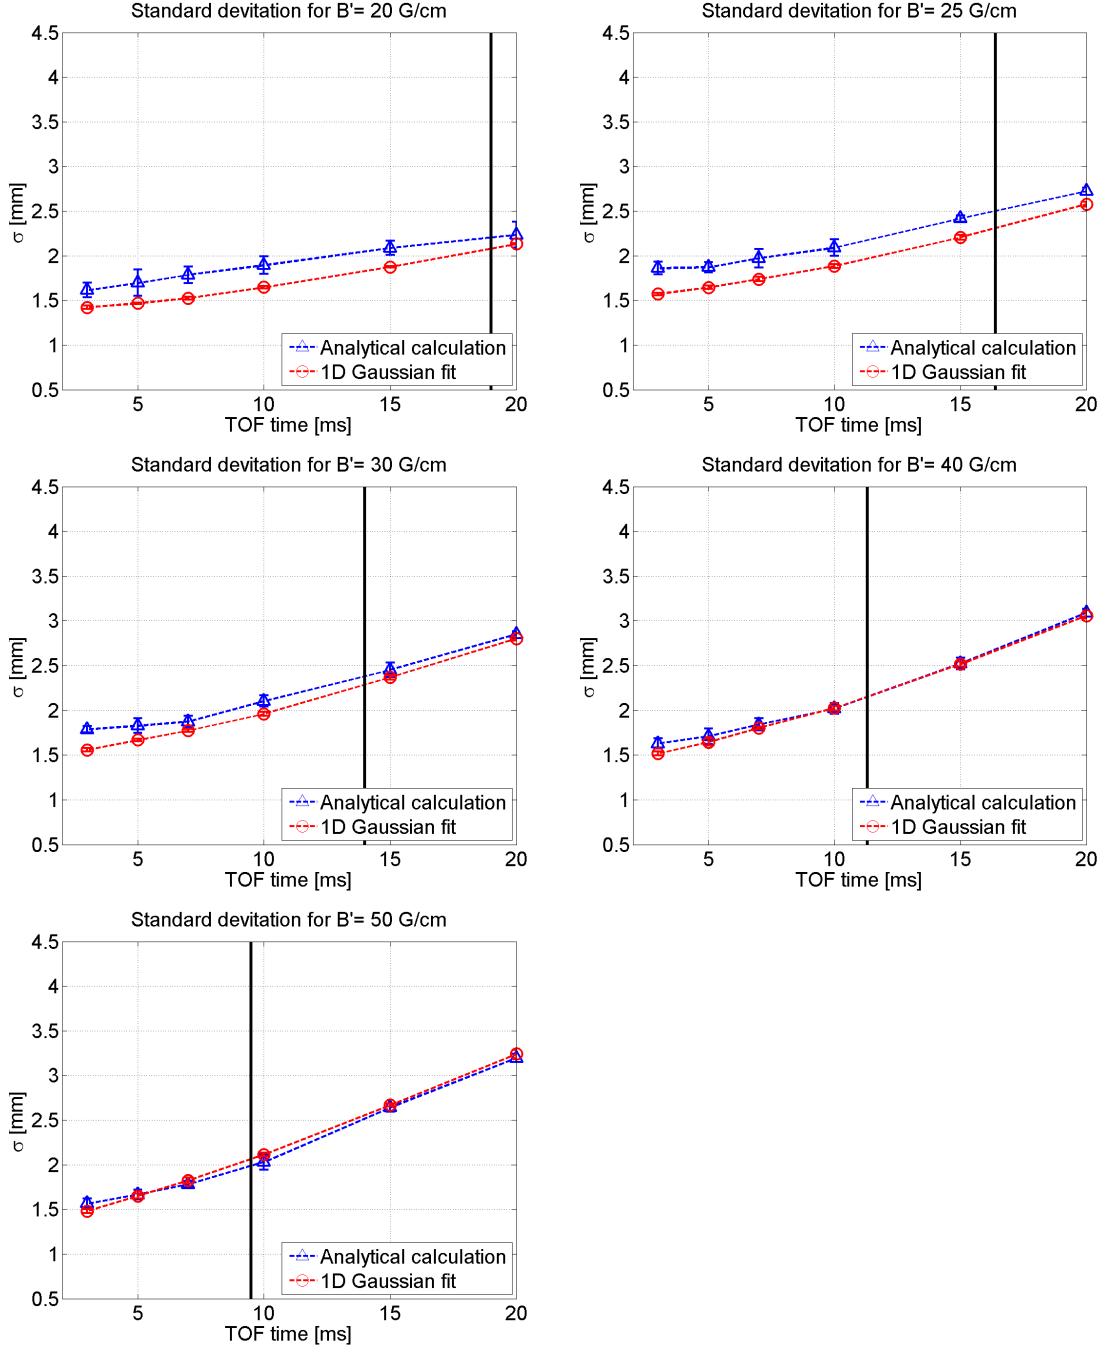 Standard devitation for B'= 20 G/cm
4.5
4
3.5
3
2.5
2
1.5
1
0.5
σ [mm]
5
10
15
20
TOF time [ms]
Analytical calculation
1D Gaussian fit
Standard devitation for B'= 25 G/cm
4.5
4
3.5
3
2.5
2
1.5
1
0.5
σ [mm]
5
10
15
20
TOF time [ms]
Analytical calculation
1D Gaussian fit
Standard devitation for B'= 30 G/cm
4.5
4
3.5
3
2.5
2
1.5
1
0.5
σ [mm]
5
10
15
20
TOF time [ms]
Analytical calculation
1D Gaussian fit
Standard devitation for B'= 40 G/cm
4.5
4
3.5
3
2.5
2
1.5
1
0.5
σ [mm]
5
10
15
20
TOF time [ms]
Analytical calculation
1D Gaussian fit
Standard devitation for B'= 50 G/cm
4.5
4
3.5
3
2.5
2
1.5
1
0.5
σ [mm]
5
10
15
20
TOF time [ms]
Analytical calculation
1D Gaussian fit